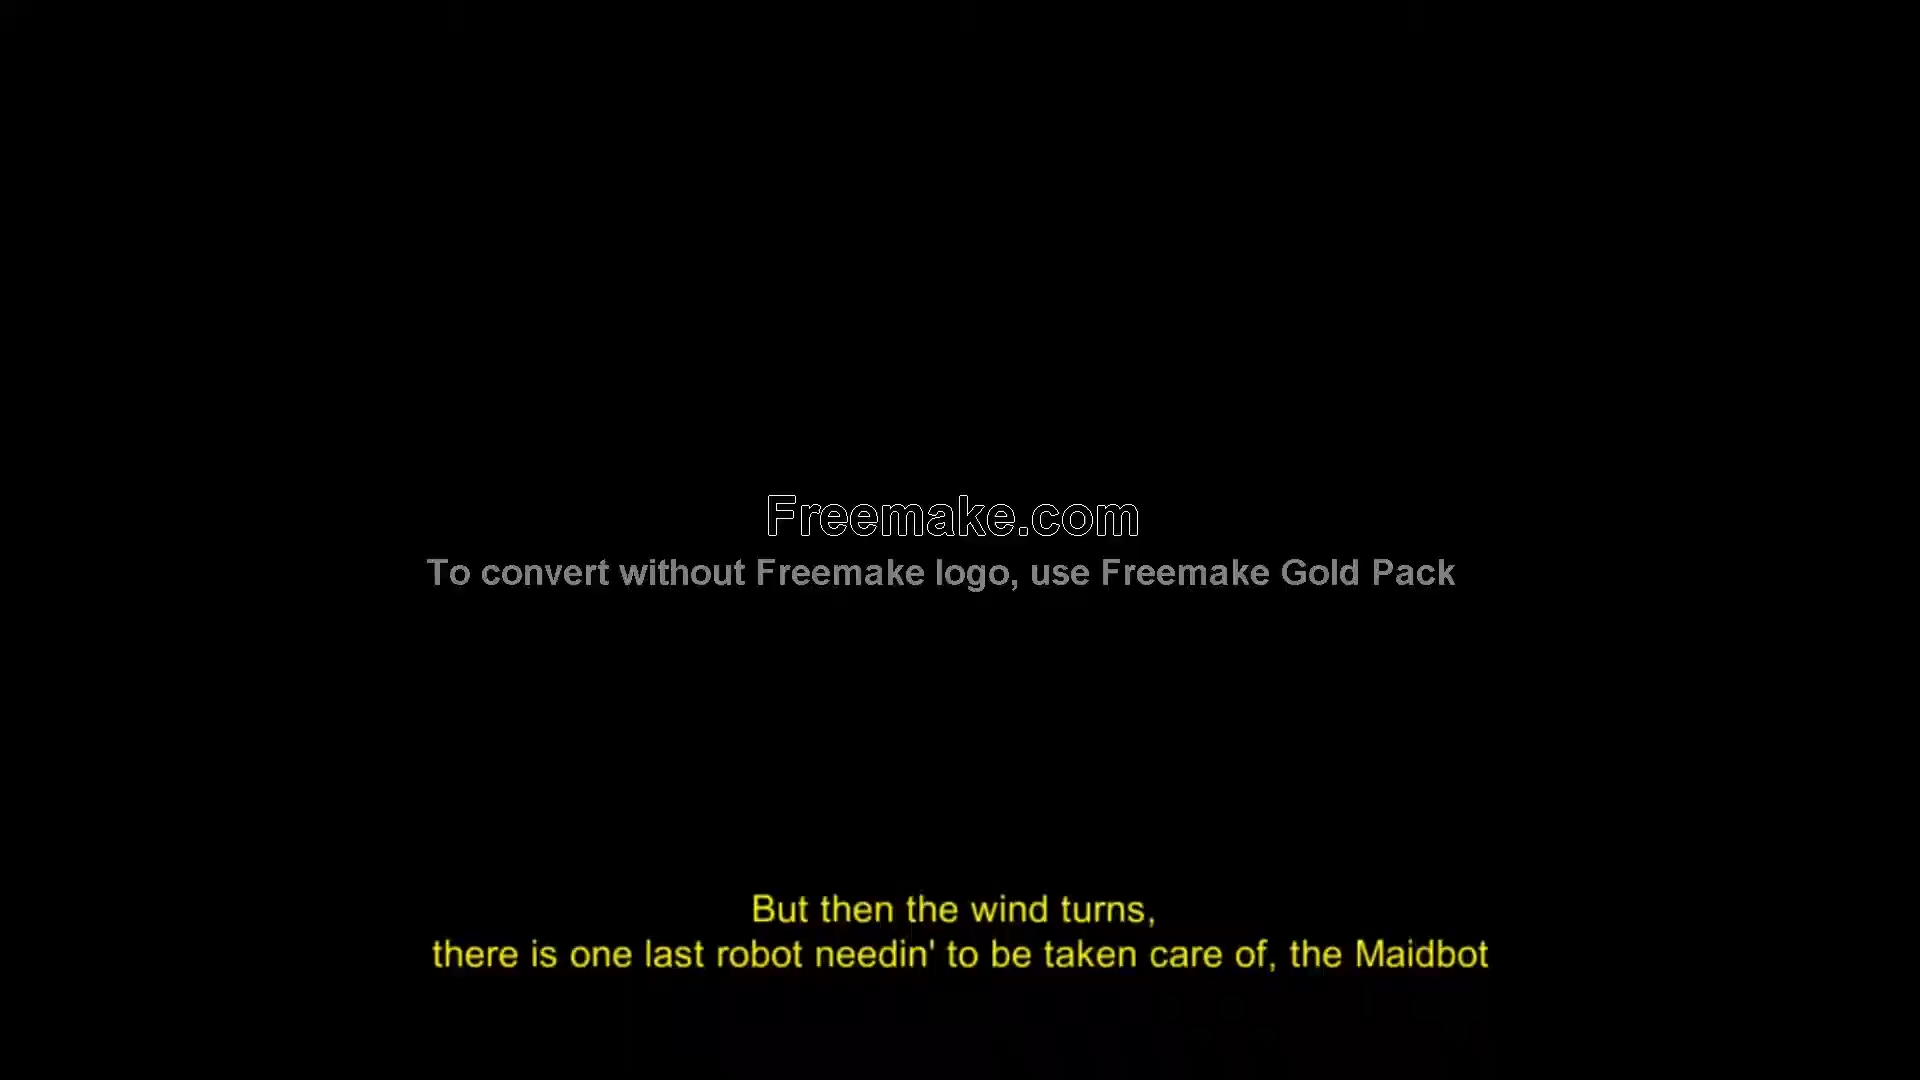 Freemake.com
To convert without Freemake logo, use Freemake Gold Pack
But then the wind turns,
there is one last robot needin' to be taken care of, the Maidbot